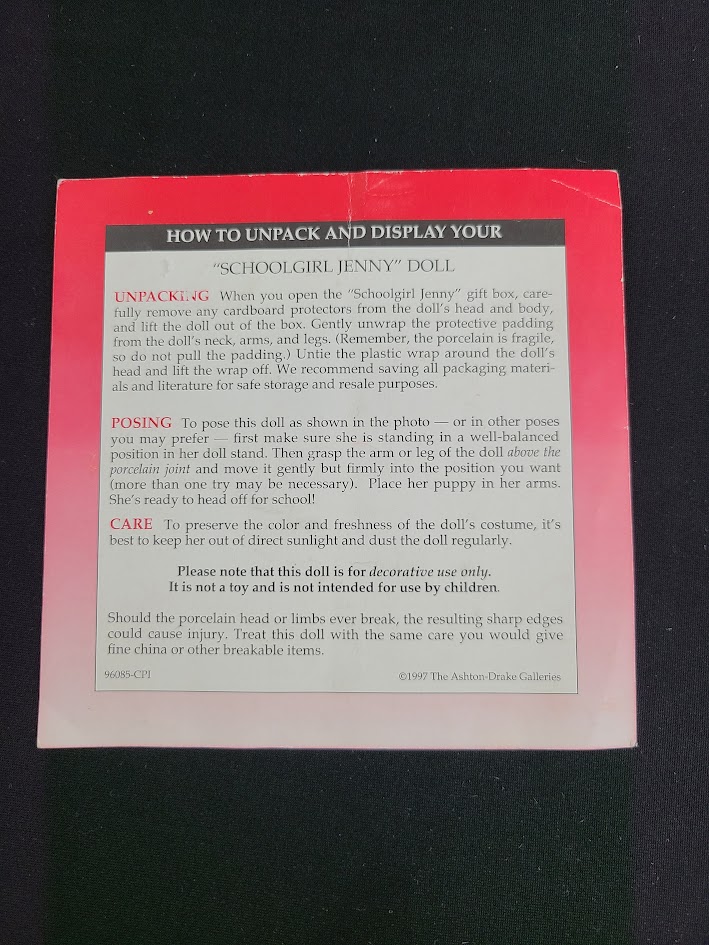 HOW TO UNPACK AND DISPLAY YOUR
"SCHOOLGIRL JENNY" DOLL
UNPACKING When you open the "Schoolgirl Jenny" gift box, care-
fully remove any cardboard protectors from the doll's head and body,
and lift the doll out of the box. Gently unwrap the protective padding
from the doll's neck, arms, and legs. (Remember, the porcelain is fragile,
so do not pull the padding.) Untie the plastic wrap around the doll's
head and lift the wrap off. We recommend saving all packaging materi-
als and literature for safe storage and resale purposes.
POSING To pose this doll as shown in the photo — or in other poses
you may prefer — first make sure she is standing in a well-balanced
position in her doll stand. Then grasp the arm or leg of the doll above the
porcelain joint and move it gently but firmly into the position you want
(more than one try may be necessary). Place her puppy in her arms.
She's ready to head off for school!
CARE To preserve the color and freshness of the doll's costume, it's
best to keep her out of direct sunlight and dust the doll regularly.
Please note that this doll is for decorative use only.
It is not a toy and is not intended for use by children.
Should the porcelain head or limbs ever break, the resulting sharp edges
could cause injury. Treat this doll with the same care you would give
fine china or other breakable items.
96085-CPI ©1997 The Ashton-Drake Galleries